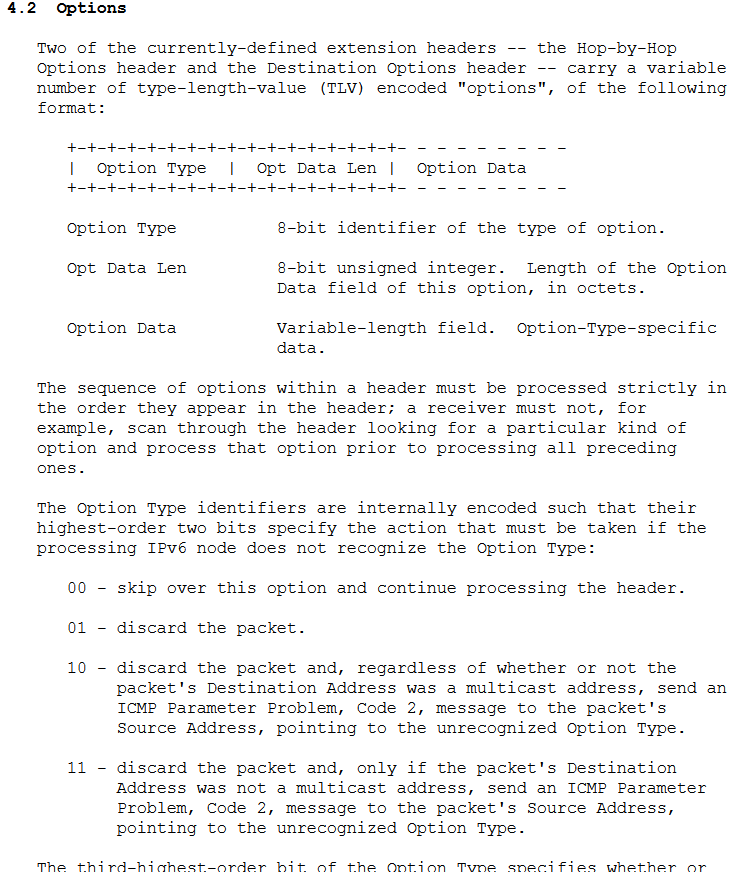 4.2  Options
Two of the currently-defined extension headers -- the Hop-by-Hop
Options header and the Destination Options header -- carry a variable
number of type-length-value (TLV) encoded "options", of the following
format:
+-+-+-+-+-+-+-+-+-+-+-+-+-+-+-+-+- - - - - - - - -
|  Option Type  |  Opt Data Len |  Option Data
+-+-+-+-+-+-+-+-+-+-+-+-+-+-+-+-+- - - - - - - - -
Option Type          8-bit identifier of the type of option.
Opt Data Len         8-bit unsigned integer.  Length of the Option
Data field of this option, in octets.
Option Data          Variable-length field.  Option-Type-specific
data.
The sequence of options within a header must be processed strictly in
the order they appear in the header; a receiver must not, for
example, scan through the header looking for a particular kind of
option and process that option prior to processing all preceding
ones.
The Option Type identifiers are internally encoded such that their
highest-order two bits specify the action that must be taken if the
processing IPv6 node does not recognize the Option Type:
00 - skip over this option and continue processing the header.
01 - discard the packet.
10 - discard the packet and, regardless of whether or not the
packet's Destination Address was a multicast address, send an
ICMP Parameter Problem, Code 2, message to the packet's
Source Address, pointing to the unrecognized Option Type.
11 - discard the packet and, only if the packet's Destination
Address was not a multicast address, send an ICMP Parameter
Problem, Code 2, message to the packet's Source Address,
pointing to the unrecognized Option Type.
The third-highest-order bit of the Option Type specifies whether or